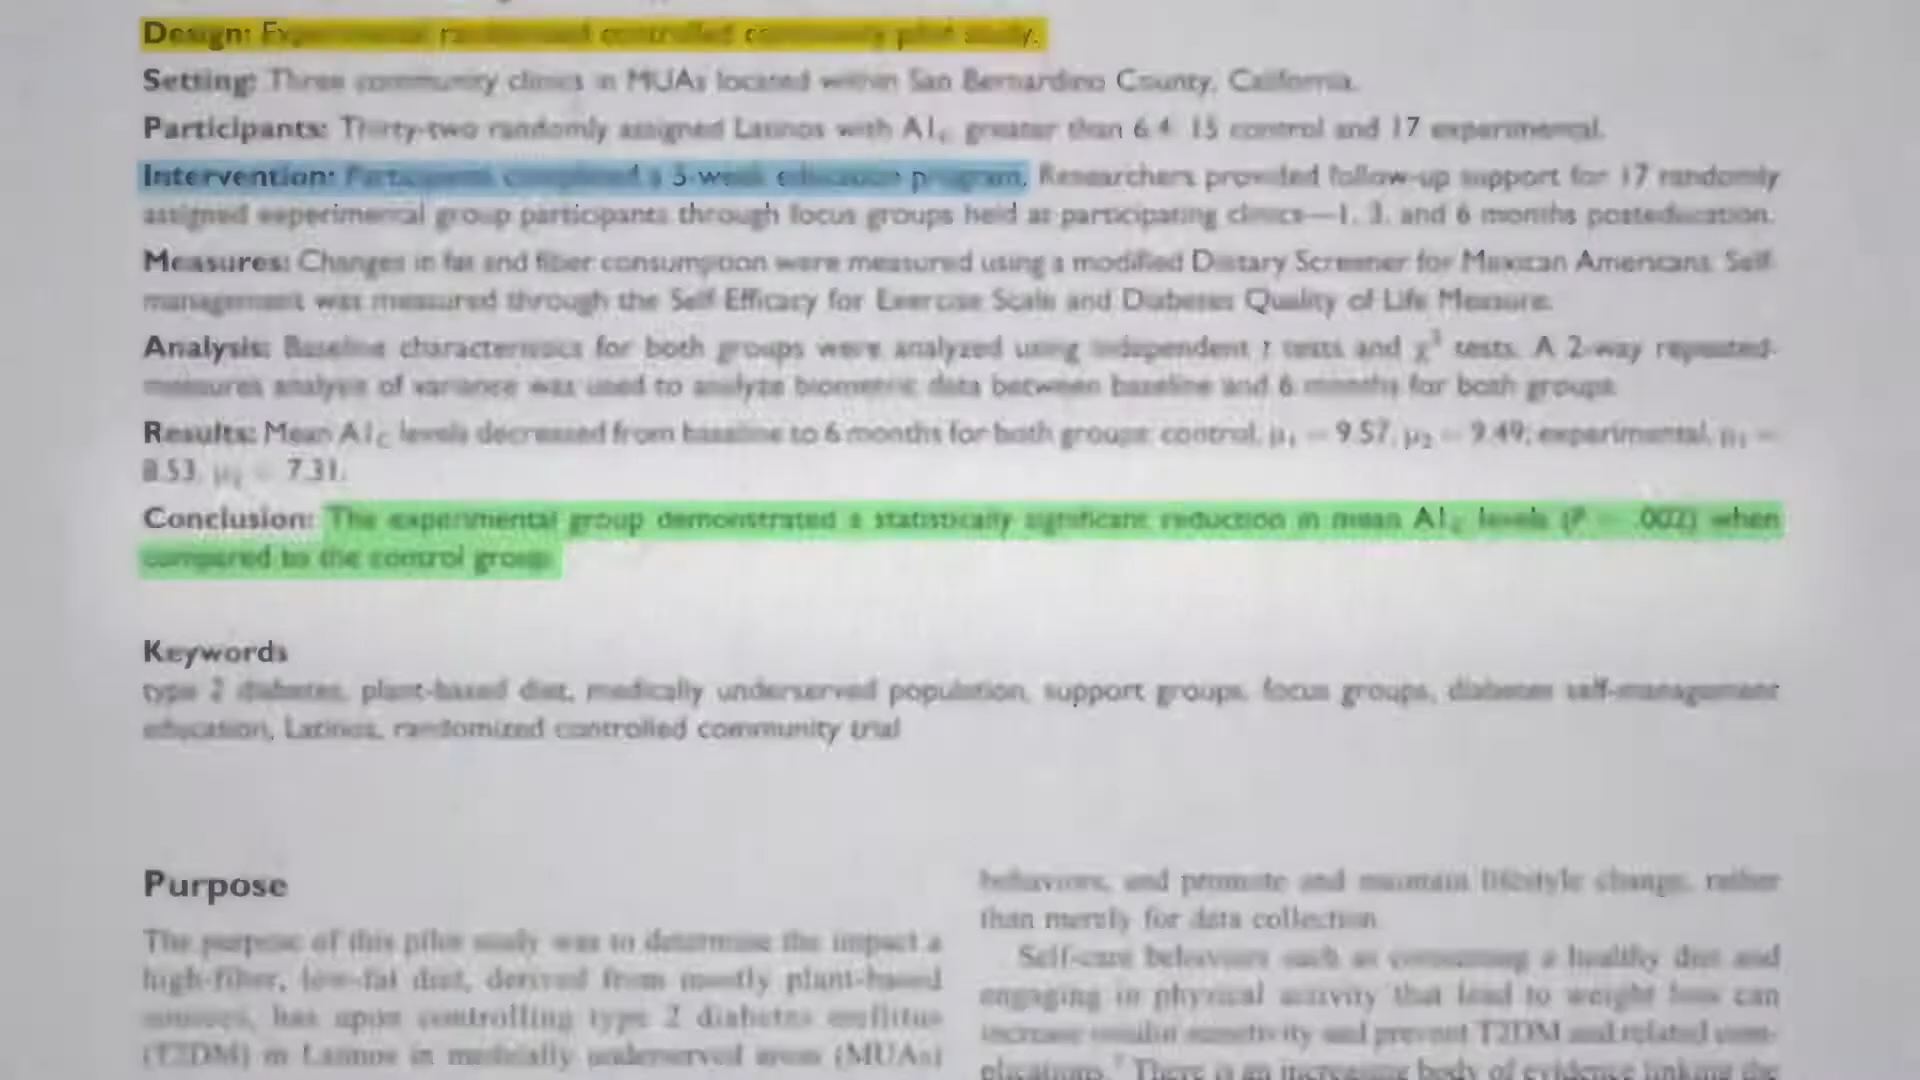 Design: Experimental randomized controlled community pilot study.
Setting: Three community clinics in MUAs located within San Bernardino County, California.
Participants: Thirty-two randomly assigned Latinos with A1C greater than 6.4: 15 control and 17 experimental.
Intervention: Participants completed a 5-week education program. Researchers provided follow-up support for 17 randomly
assigned experimental group participants through focus groups held at participating clinics—1, 3, and 6 months posteducation.
Measures: Changes in fat and fiber consumption were measured using a modified Dietary Screener for Mexican Americans. Self-
management was measured through the Self Efficacy for Exercise Scale and Diabetes Quality of Life Measure.
Analysis: Baseline characteristics for both groups were analyzed using independent t tests and χ² tests. A 2-way repeated-
measures analysis of variance was used to analyze biometric data between baseline and 6 months for both groups.
Results: Mean A1C levels decreased from baseline to 6 months for both groups: control, μ1 = 9.57, μ2 = 9.49; experimental, μ1 =
8.53, μ2 = 7.31.
Conclusion: The experimental group demonstrated a statistically significant reduction in mean A1C levels (P = .002) when
compared to the control group.
Keywords
type 2 diabetes, plant-based diet, medically underserved population, support groups, focus groups, diabetes self-management
education, Latinos, randomized controlled community trial
Purpose
The purpose of this pilot study was to determine the impact a
high-fiber, low-fat diet, derived from mostly plant-based
sources, has upon controlling type 2 diabetes mellitus
(T2DM) in Latinos in medically underserved areas (MUAs)
behaviors, and promote and maintain lifestyle change, rather
than merely for data collection.
Self-care behaviors such as consuming a healthy diet and
engaging in physical activity that lead to weight loss can
increase insulin sensitivity and prevent T2DM and related com-
plications. There is an increasing body of evidence linking the